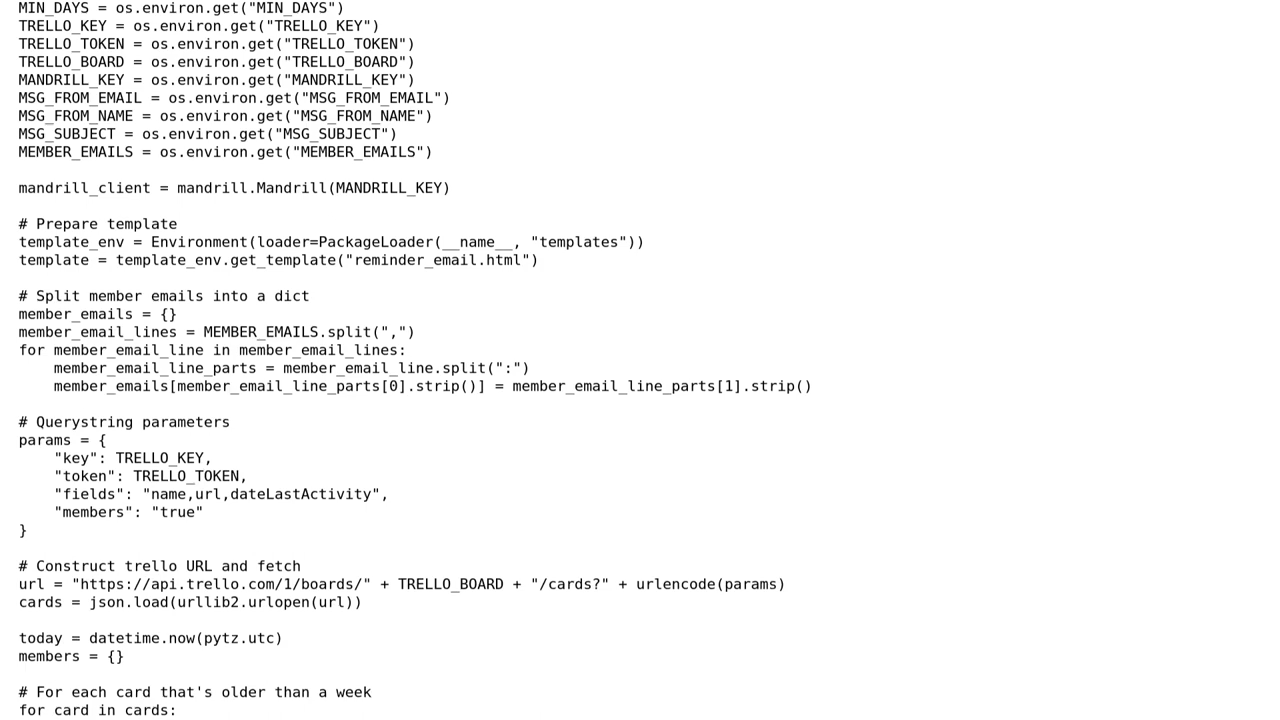 MIN_DAYS = os.environ.get("MIN_DAYS")
TRELLO_KEY = os.environ.get("TRELLO_KEY")
TRELLO_TOKEN = os.environ.get("TRELLO_TOKEN")
TRELLO_BOARD = os.environ.get("TRELLO_BOARD")
MANDRILL_KEY = os.environ.get("MANDRILL_KEY")
MSG_FROM_EMAIL = os.environ.get("MSG_FROM_EMAIL")
MSG_FROM_NAME = os.environ.get("MSG_FROM_NAME")
MSG_SUBJECT = os.environ.get("MSG_SUBJECT")
MEMBER_EMAILS = os.environ.get("MEMBER_EMAILS")

mandrill_client = mandrill.Mandrill(MANDRILL_KEY)

# Prepare template
template_env = Environment(loader=PackageLoader(__name__, "templates"))
template = template_env.get_template("reminder_email.html")

# Split member emails into a dict
member_emails = {}
member_email_lines = MEMBER_EMAILS.split(",")
for member_email_line in member_email_lines:
    member_email_line_parts = member_email_line.split(":")
    member_emails[member_email_line_parts[0].strip()] = member_email_line_parts[1].strip()

# Querystring parameters
params = {
    "key": TRELLO_KEY,
    "token": TRELLO_TOKEN,
    "fields": "name,url,dateLastActivity",
    "members": "true"
}

# Construct trello URL and fetch
url = "https://api.trello.com/1/boards/" + TRELLO_BOARD + "/cards?" + urlencode(params)
cards = json.load(urllib2.urlopen(url))

today = datetime.now(pytz.utc)
members = {}

# For each card that's older than a week
for card in cards: